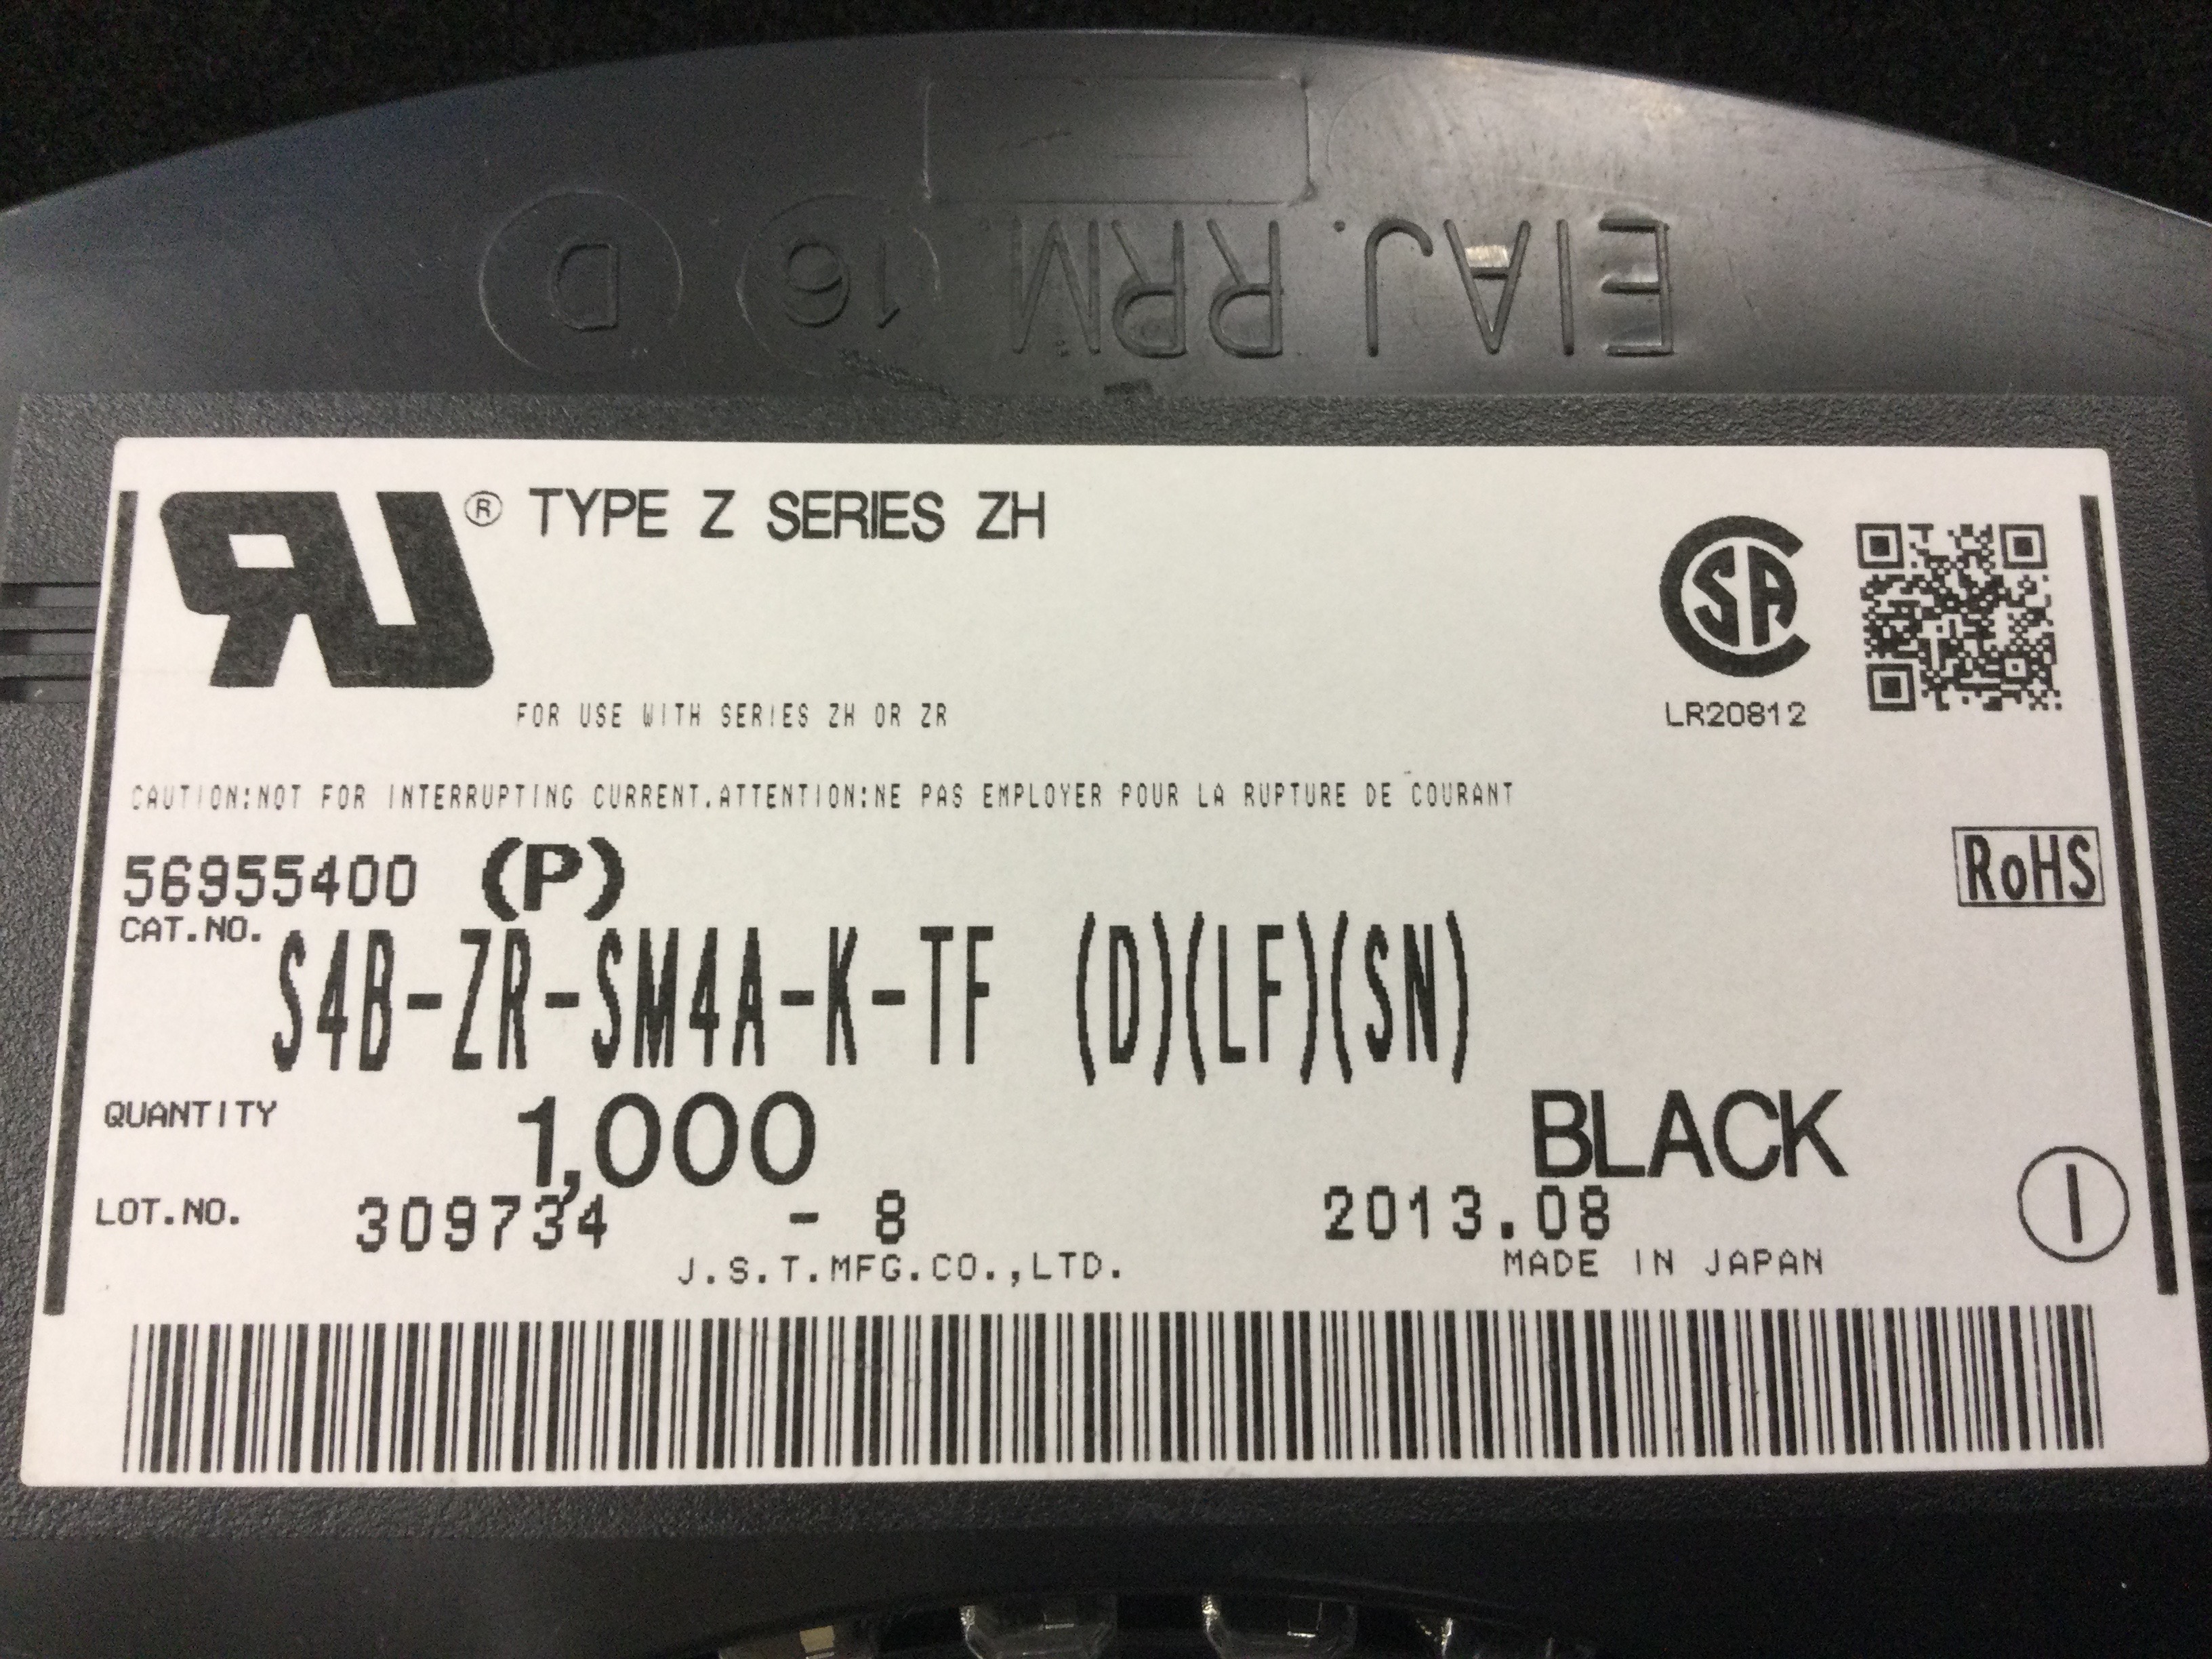 EIAJ. RRM. 16 D
® TYPE Z SERIES ZH
FOR USE WITH SERIES ZH OR ZR
LR20812
CAUTION:NOT FOR INTERRUPTING CURRENT.ATTENTION:NE PAS EMPLOYER POUR LA RUPTURE DE COURANT
56955400 (P)
RoHS
CAT.NO.
S4B-ZR-SM4A-K-TF (D)(LF)(SN)
QUANTITY 1,000 BLACK
LOT.NO. 309734 - 8 2013.08
J.S.T.MFG.CO.,LTD. MADE IN JAPAN